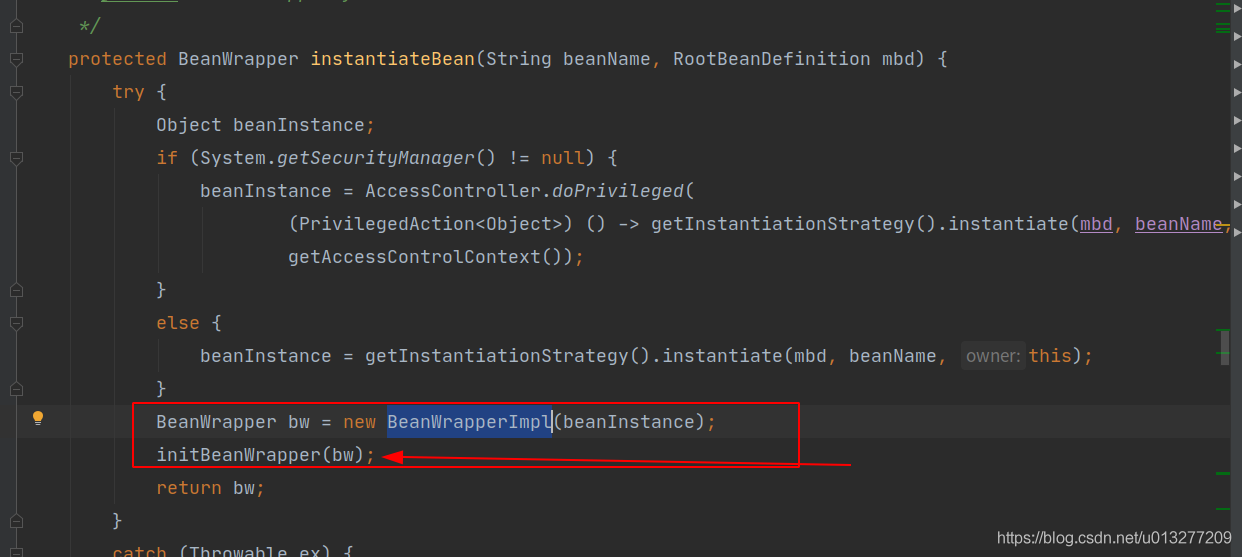 */
protected BeanWrapper instantiateBean(String beanName, RootBeanDefinition mbd) {
try {
Object beanInstance;
if (System.getSecurityManager() != null) {
beanInstance = AccessController.doPrivileged(
(PrivilegedAction<Object>) () -> getInstantiationStrategy().instantiate(mbd, beanName,
getAccessControlContext());
}
else {
beanInstance = getInstantiationStrategy().instantiate(mbd, beanName, owner: this);
}
BeanWrapper bw = new BeanWrapperImpl(beanInstance);
initBeanWrapper(bw);
return bw;
}
catch (Throwable ex) {
https://blog.csdn.net/u013277209